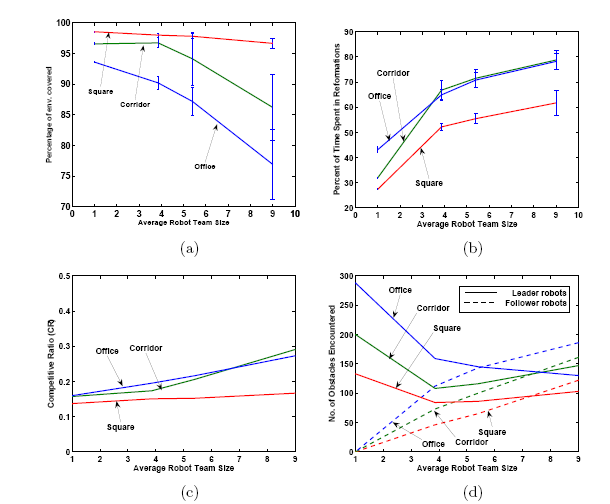 100
95
90
85
80
75
70
0 1 2 3 4 5 6 7 8 9 10
Percentage of env. covered
Average Robot Team Size
Square
Corridor
Office
(a)
90
80
70
60
50
40
30
20
0 1 2 3 4 5 6 7 8 9 10
Percent of Time Spent in Reformations
Average Robot Team Size
Corridor
Office
Square
(b)
0.5
0.4
0.3
0.2
0.1
0
1 2 3 4 5 6 7 8 9
Competitive Ratio (CR)
Average Robot Team Size
Office
Corridor
Square
(c)
300
250
200
150
100
50
0
1 2 3 4 5 6 7 8 9
No. of Obstacles Encountered
Average Robot Team Size
Leader robots
Follower robots
Office
Corridor
Square
Square
Corridor
Office
(d)